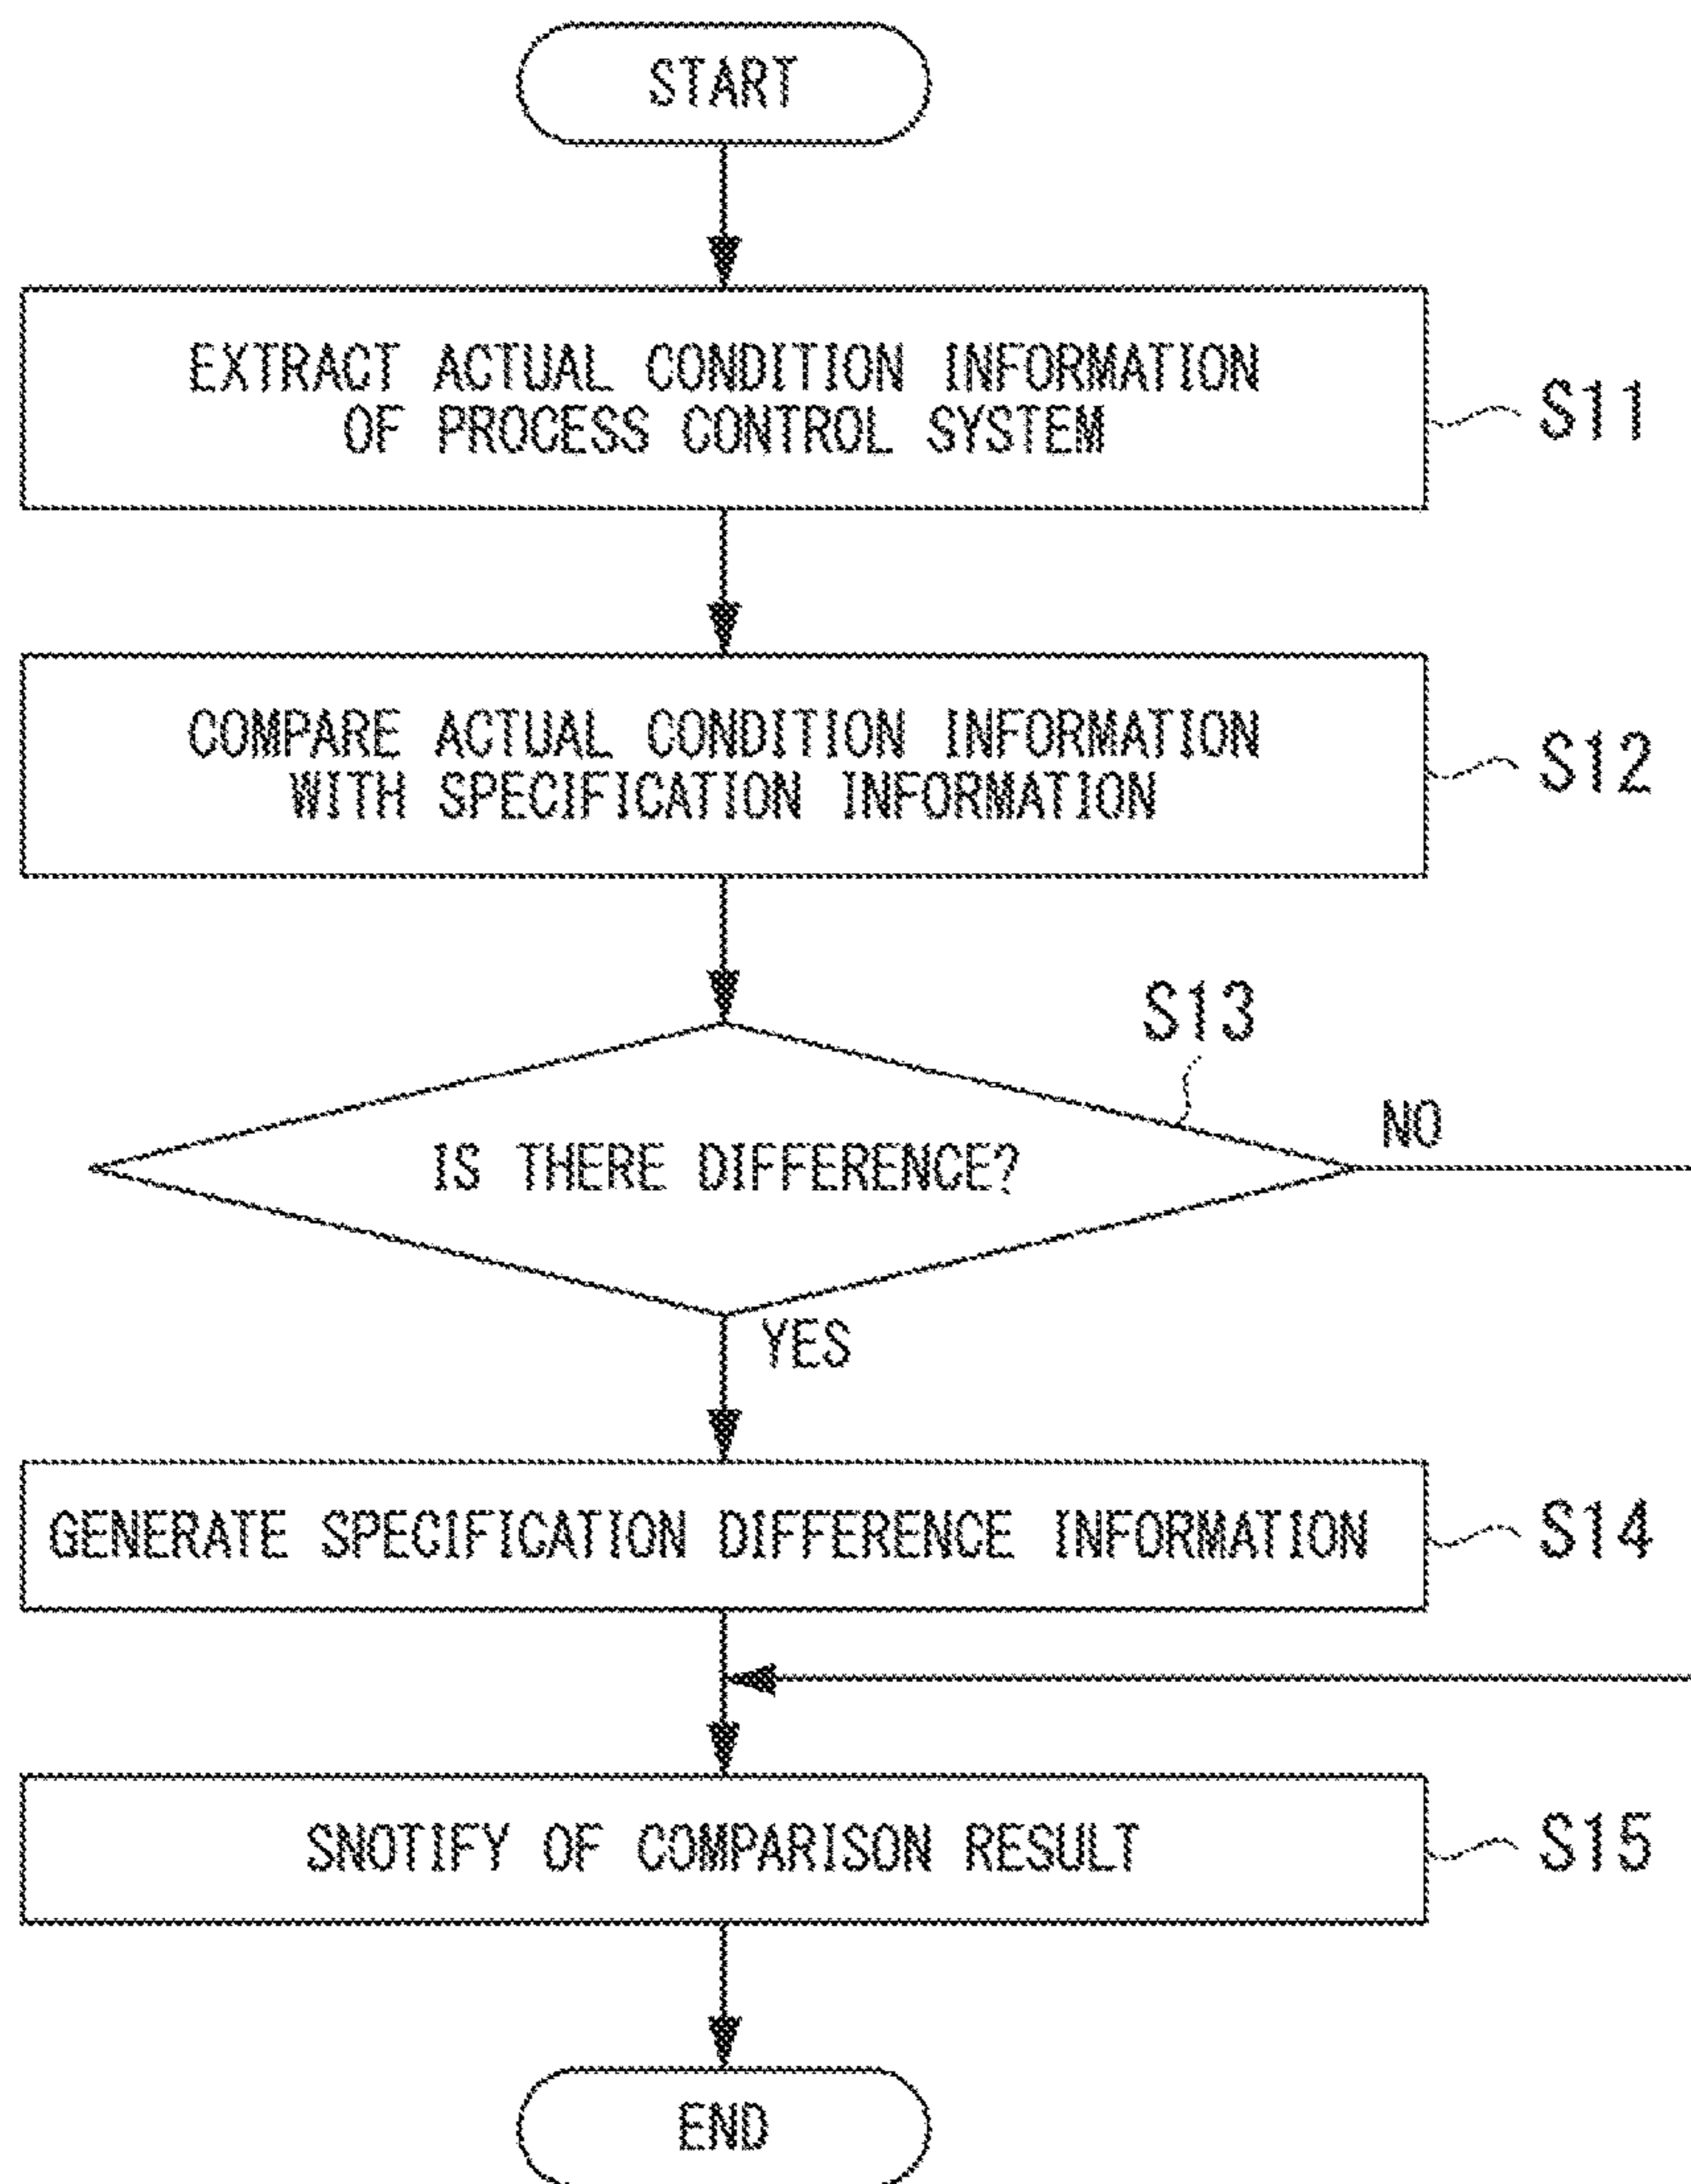 START
EXTRACT ACTUAL CONDITION INFORMATION
OF PROCESS CONTROL SYSTEM
S11
COMPARE ACTUAL CONDITION INFORMATION
WITH SPECIFICATION INFORMATION
S12
S13
IS THERE DIFFERENCE?
NO
YES
GENERATE SPECIFICATION DIFFERENCE INFORMATION
S14
SNOTIFY OF COMPARISON RESULT
S15
END